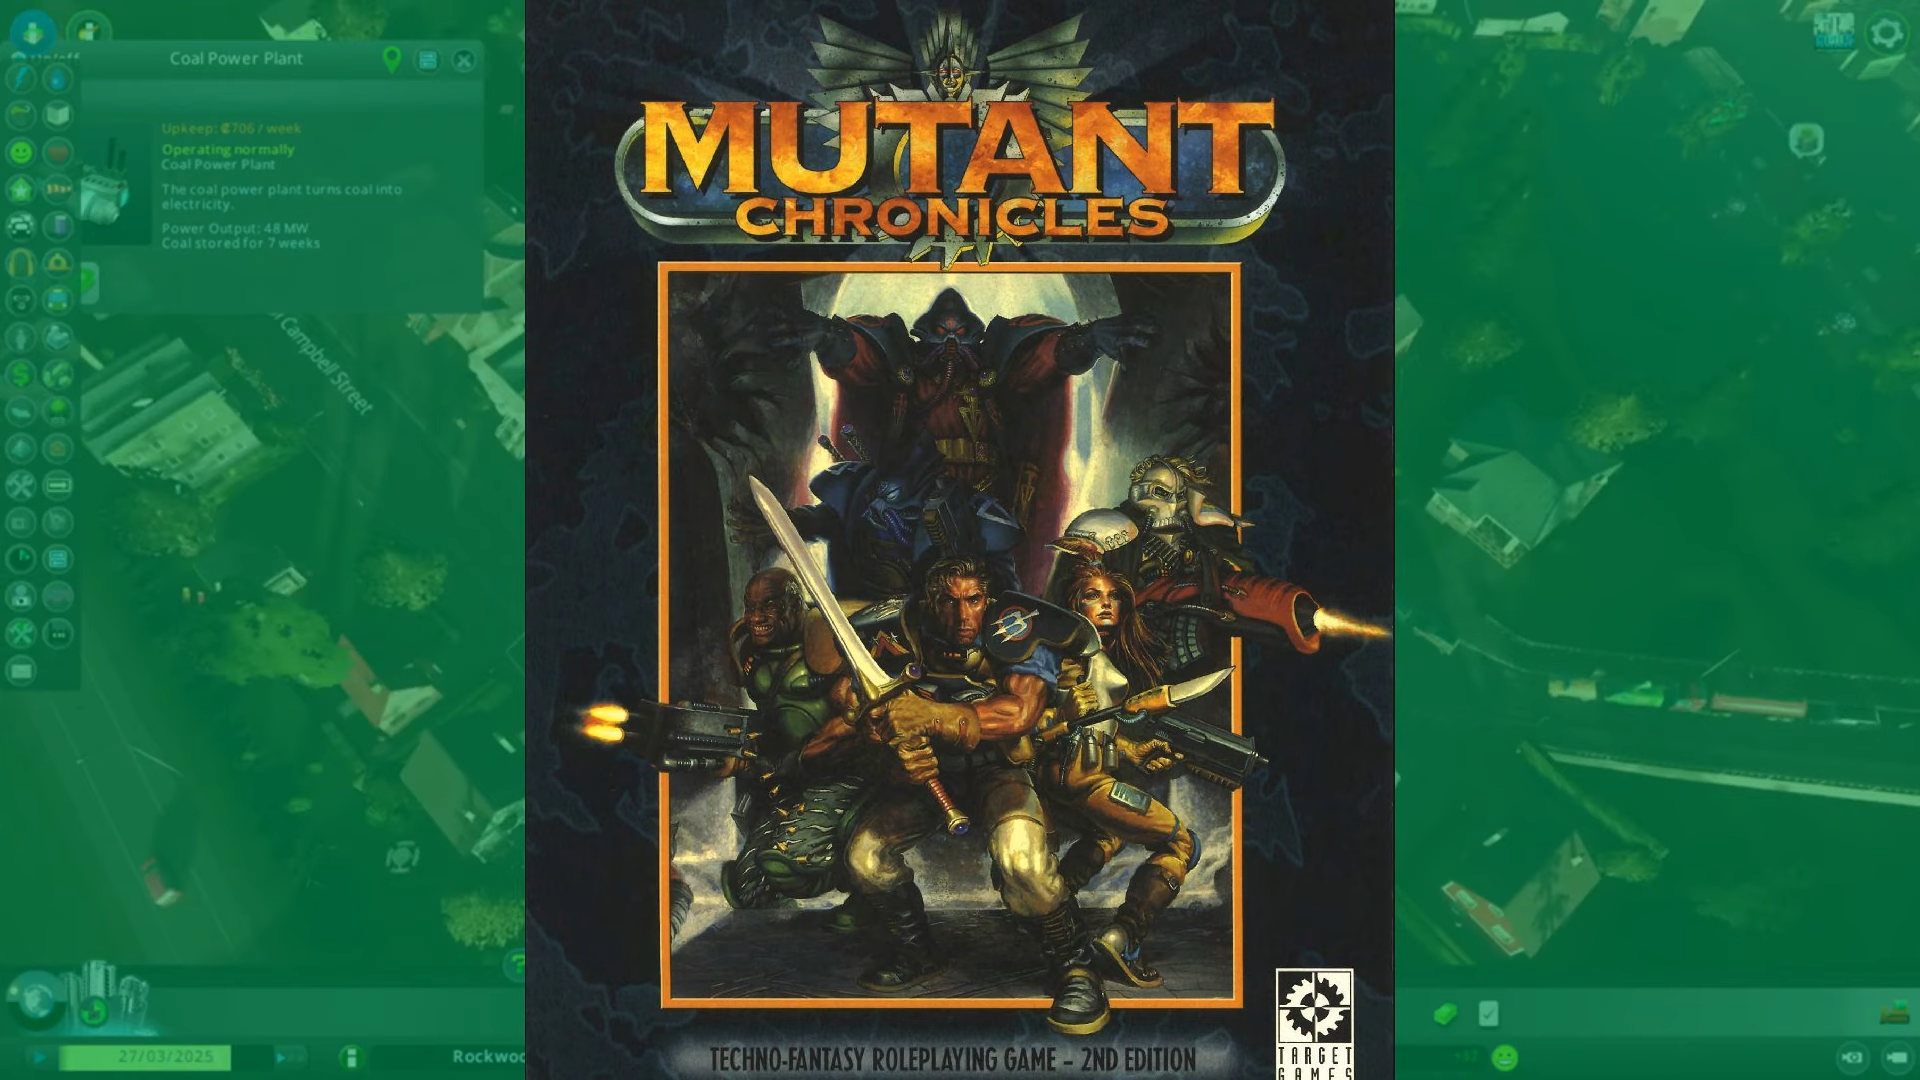 Coal Power Plant
Upkeep: ₡706 / week
Operating normally
Coal Power Plant
The coal power plant turns coal into
electricity.
Power Output: 48 MW
Coal stored for 7 weeks
Campbell Street
MUTANT
CHRONICLES
TECHNO-FANTASY ROLEPLAYING GAME – 2ND EDITION
TARGET
GAMES
27/03/2025